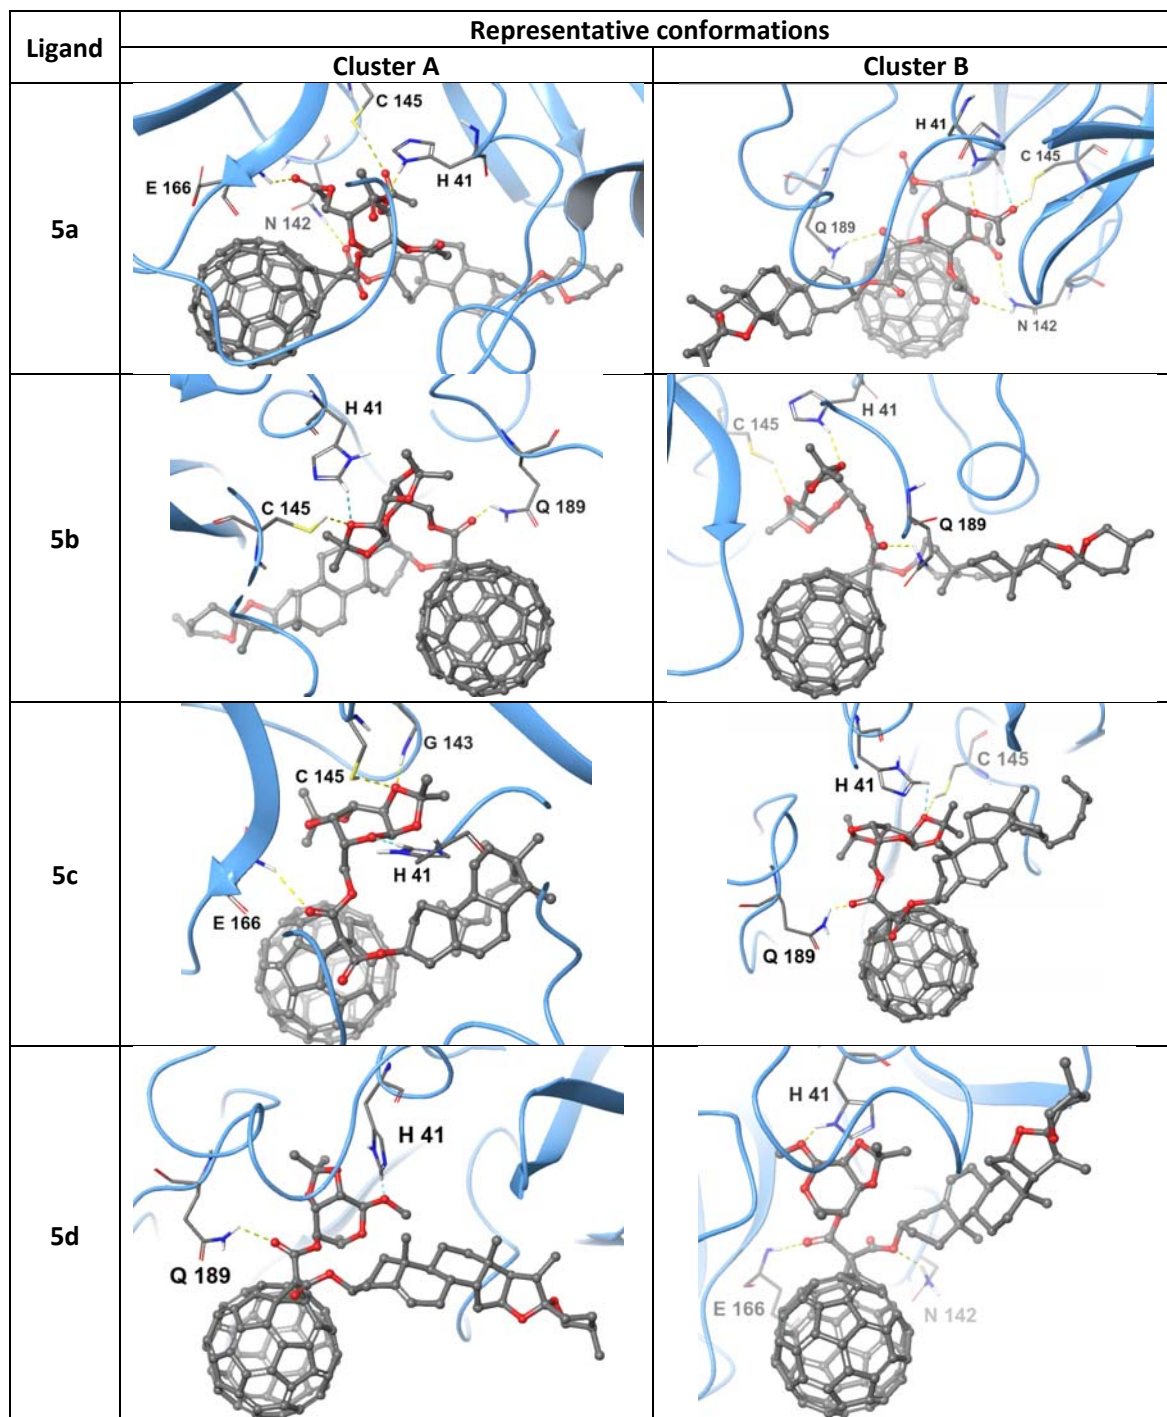 Ligand
Representative conformations
Cluster A
Cluster B
5a
C 145
E 166
H 41
N 142
H 41
C 145
Q 189
N 142
5b
H 41
C 145
Q 189
H 41
C 145
Q 189
5c
G 143
C 145
H 41
E 166
C 145
H 41
Q 189
5d
H 41
Q 189
H 41
E 166
N 142